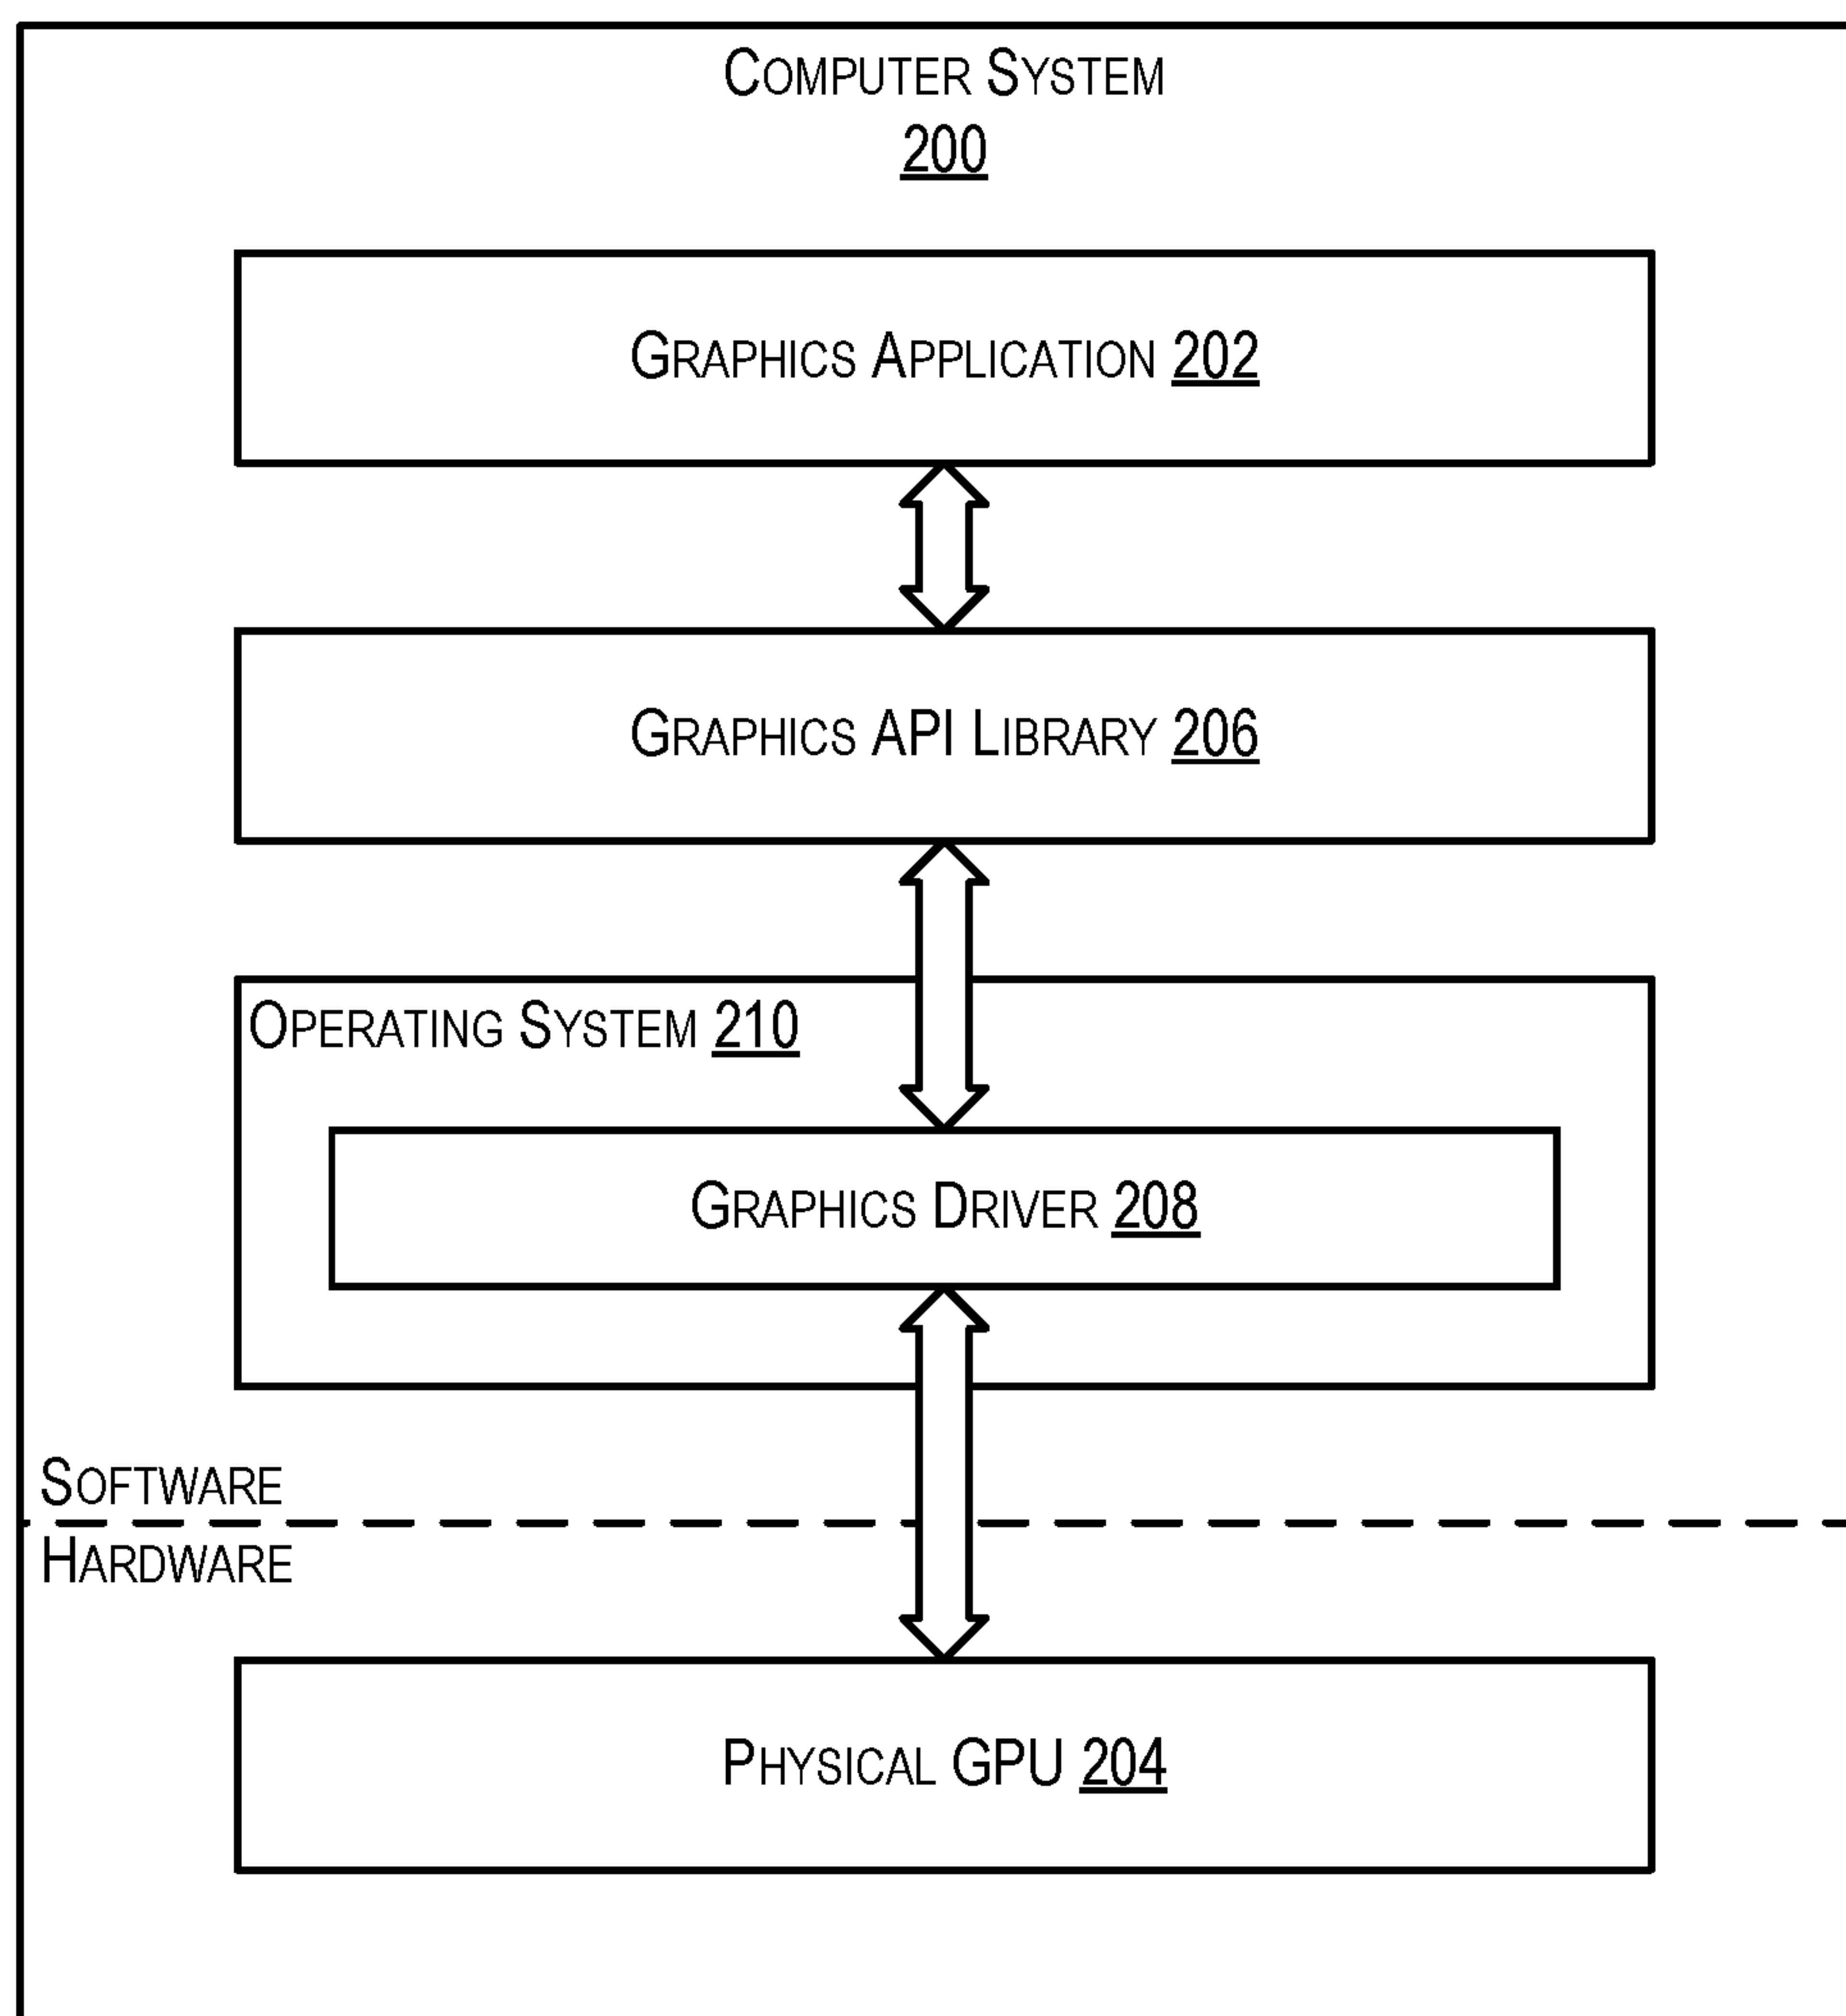 Computer System
200
Graphics Application 202
Graphics API Library 206
Operating System 210
Graphics Driver 208
Software
Hardware
Physical GPU 204